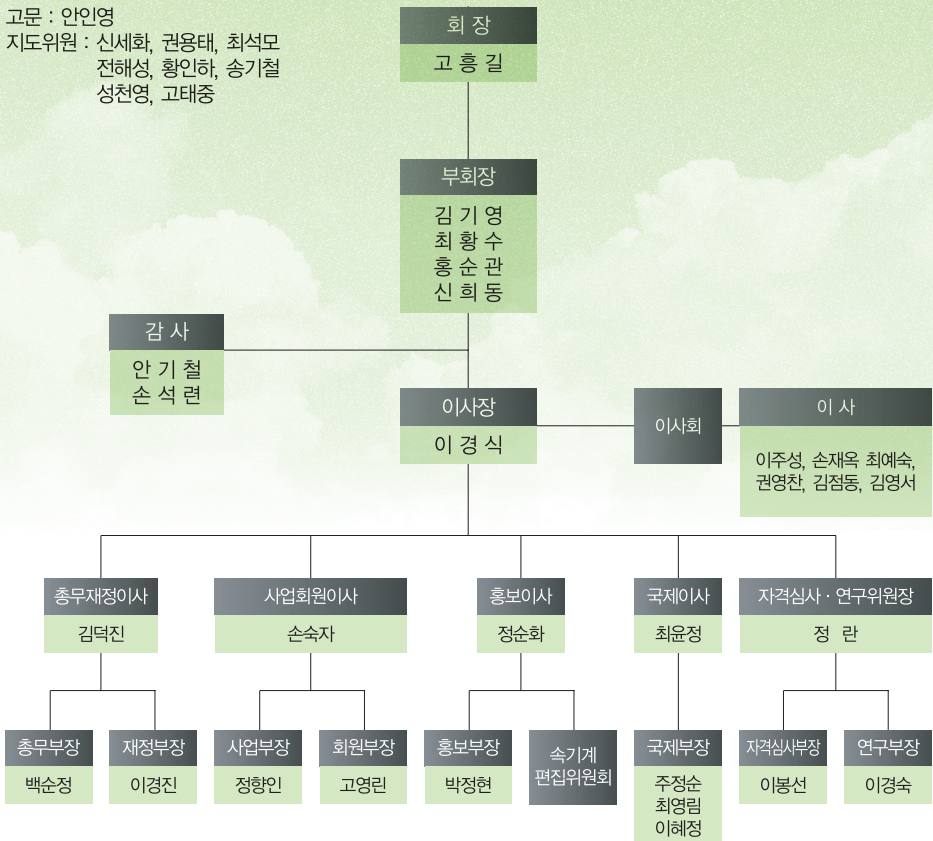 고문 : 안인영
지도위원 : 신세화, 권용태, 최석모
전해성, 황인하, 송기철
성천영, 고태중
회 장
고 흥 길
부회장
김 기 영
최 황 수
홍 순 관
신 희 동
감 사
안 기 철
손 석 련
이사장
이 경 식
이사회
이 사
이주성, 손재옥 최예숙,
권영찬, 김점동, 김영서
총무재정이사
김덕진
사업회원이사
손숙자
홍보이사
정순화
국제이사
최윤정
자격심사 · 연구위원장
정 란
총무부장
백순정
재정부장
이경진
사업부장
정향인
회원부장
고영린
홍보부장
박정현
속기계
편집위원회
국제부장
주정순
최영림
이혜정
자격심사부장
이봉선
연구부장
이경숙